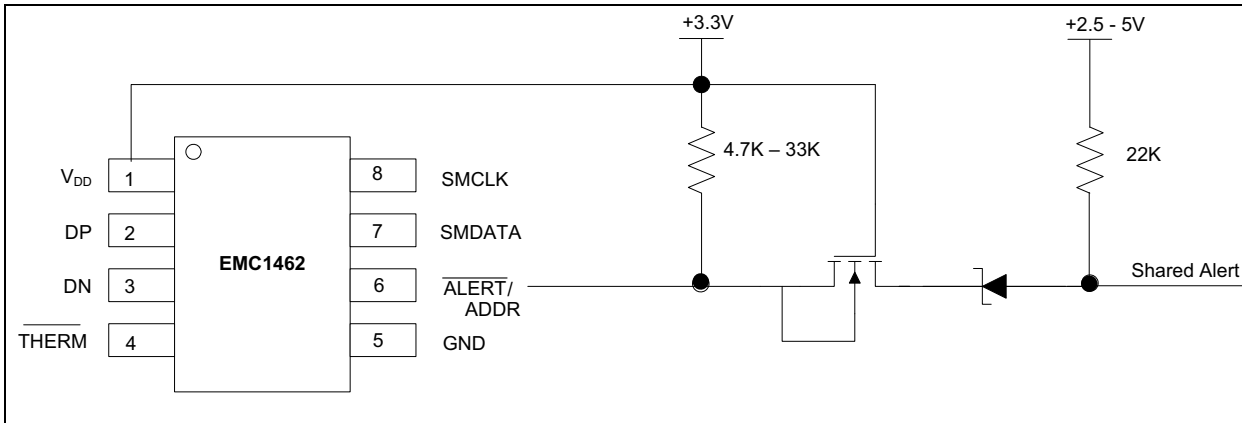 +3.3V
+2.5 - 5V
4.7K – 33K
22K
VDD
1
8
SMCLK
DP
2
7
SMDATA
EMC1462
DN
3
6
ALERT/
ADDR
Shared Alert
THERM
4
5
GND